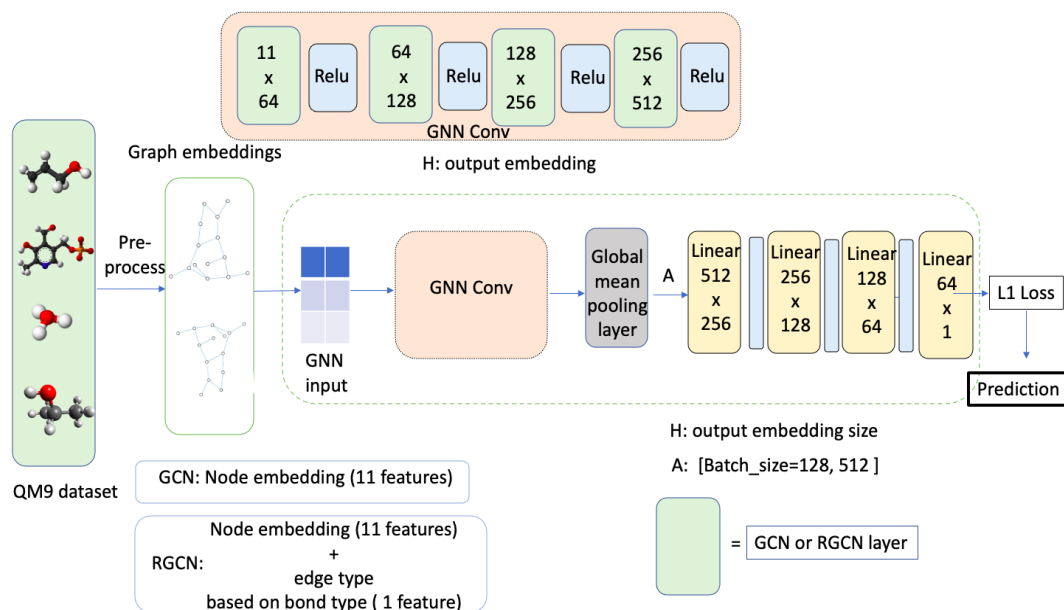 11
x
64
Relu
64
x
128
Relu
128
x
256
Relu
256
x
512
Relu
GNN Conv
Graph embeddings
H: output embedding
Pre-
process
GNN
input
GNN Conv
Global
mean
pooling
layer
A
Linear
512
x
256
Linear
256
x
128
Linear
128
x
64
Linear
64
x
1
L1 Loss
Prediction
QM9 dataset
H: output embedding size
A: [Batch_size=128, 512 ]
GCN: Node embedding (11 features)
RGCN:
Node embedding (11 features)
+
edge type
based on bond type ( 1 feature)
= GCN or RGCN layer